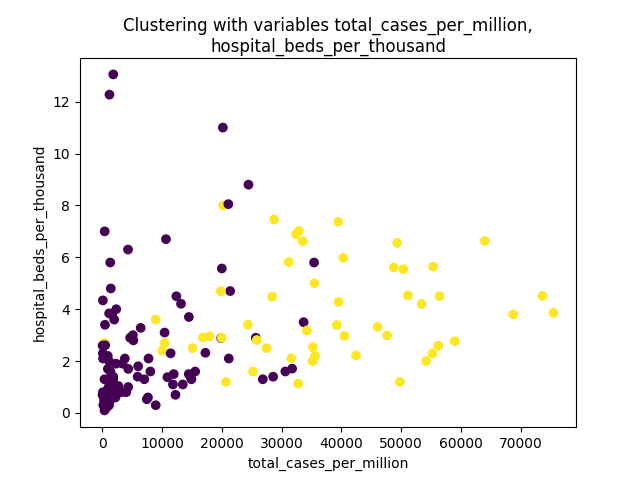 Clustering with variables total_cases_per_million,
hospital_beds_per_thousand
12
10
8
6
4
2
0
hospital_beds_per_thousand
0 10000 20000 30000 40000 50000 60000 70000
total_cases_per_million